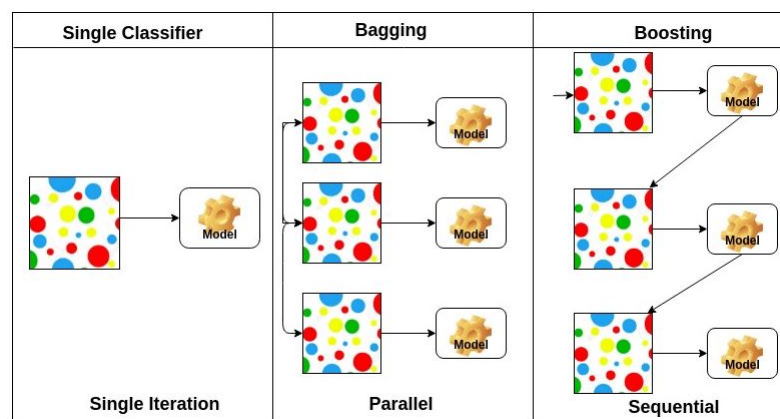 Single Classifier
Bagging
Boosting
Model
Model
Model
Model
Model
Model
Model
Single Iteration
Parallel
Sequential